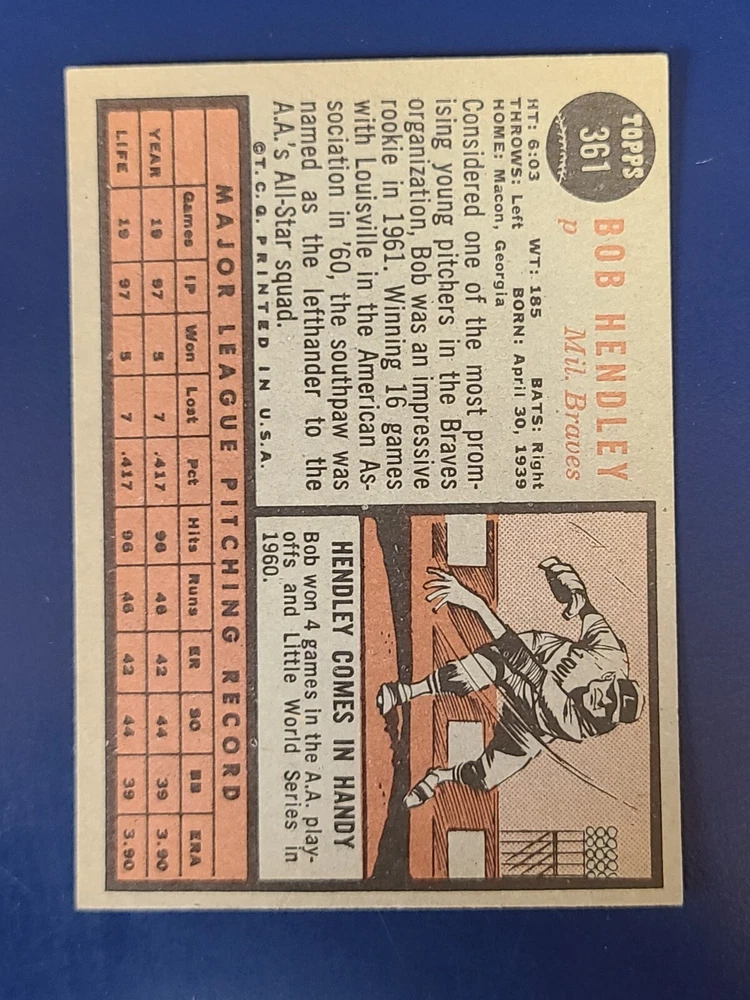 TOPPS
361
BOB HENDLEY
P Mil. Braves
HT: 6:03 WT: 185 BATS: Right
THROWS: Left BORN: April 30, 1939
HOME: Macon, Georgia
Considered one of the most prom-
ising young pitchers in the Braves
organization, Bob was an impressive
rookie in 1961. Winning 16 games
with Louisville in the American As-
sociation in '60, the southpaw was
named as the lefthander to the
A.A.'s All-Star squad.
©T.C.G. PRINTED IN U.S.A.
LOU
L
HENDLEY COMES IN HANDY
Bob won 4 games in the A.A. play-
offs and Little World Series in
1960.
MAJOR LEAGUE PITCHING RECORD
Games IP Won Lost Pct Hits Runs ER SO BB ERA
YEAR 19 97 5 7 .417 96 46 42 44 39 3.90
LIFE 19 97 5 7 .417 96 46 42 44 39 3.90